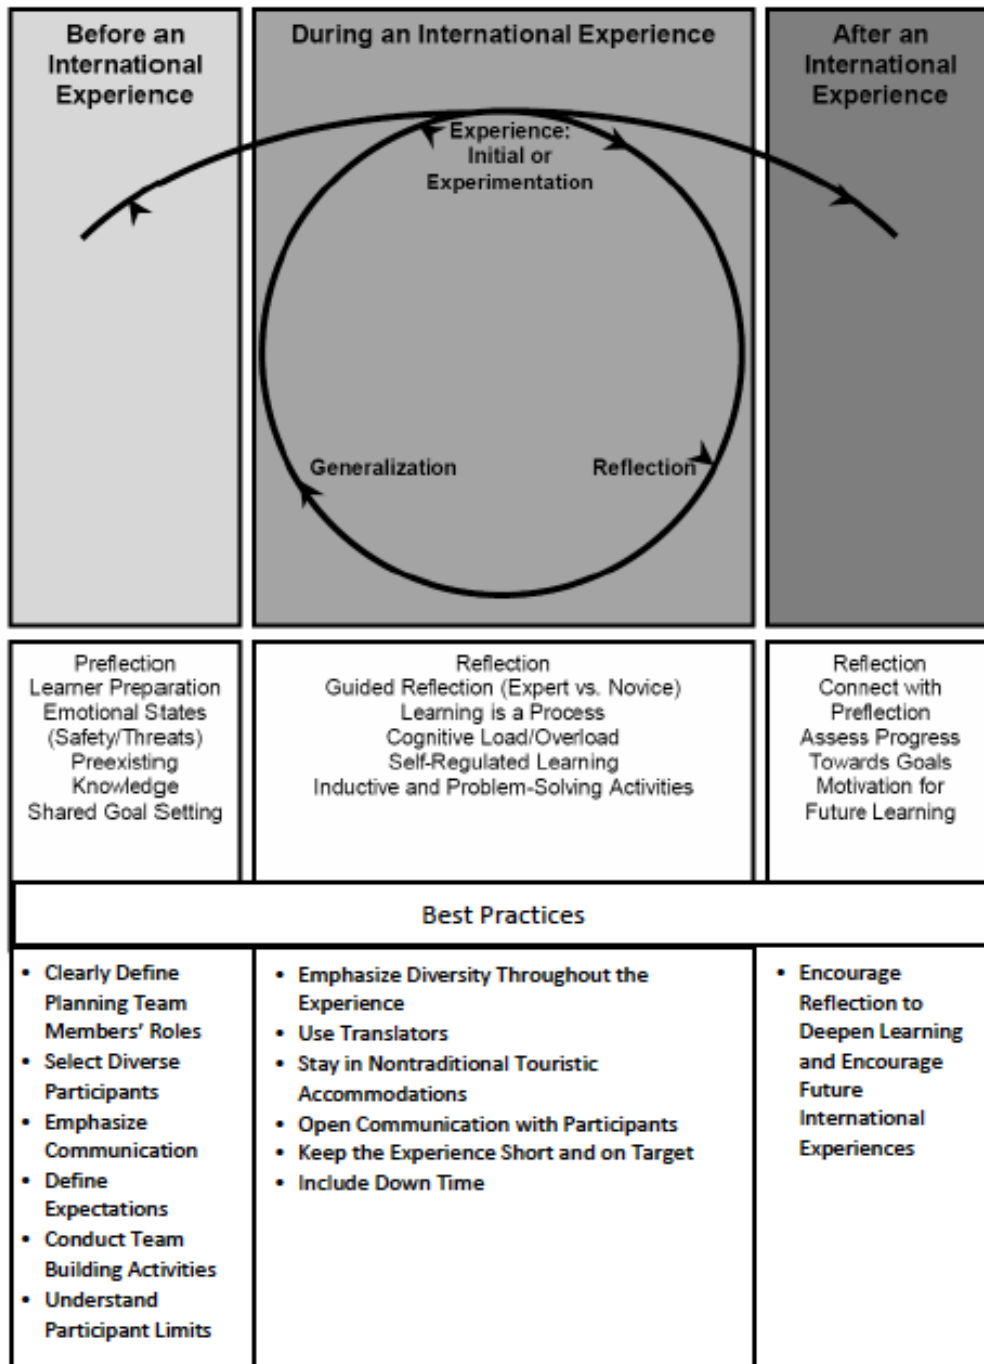 Before an
International
Experience
During an International Experience
After an
International
Experience
Experience:
Initial or
Experimentation
Generalization
Reflection
Preflection
Learner Preparation
Emotional States
(Safety/Threats)
Preexisting
Knowledge
Shared Goal Setting
Reflection
Guided Reflection (Expert vs. Novice)
Learning is a Process
Cognitive Load/Overload
Self-Regulated Learning
Inductive and Problem-Solving Activities
Reflection
Connect with
Preflection
Assess Progress
Towards Goals
Motivation for
Future Learning
Best Practices
• Clearly Define
Planning Team
Members' Roles
• Select Diverse
Participants
• Emphasize
Communication
• Define
Expectations
• Conduct Team
Building Activities
• Understand
Participant Limits
• Emphasize Diversity Throughout the
Experience
• Use Translators
• Stay in Nontraditional Touristic
Accommodations
• Open Communication with Participants
• Keep the Experience Short and on Target
• Include Down Time
• Encourage
Reflection to
Deepen Learning
and Encourage
Future
International
Experiences